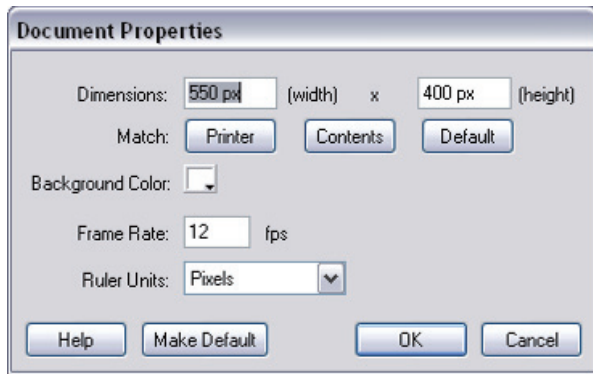 Document Properties
Dimensions: 550 px (width) x 400 px (height)
Match: Printer Contents Default
Background Color:
Frame Rate: 12 fps
Ruler Units: Pixels
Help Make Default OK Cancel